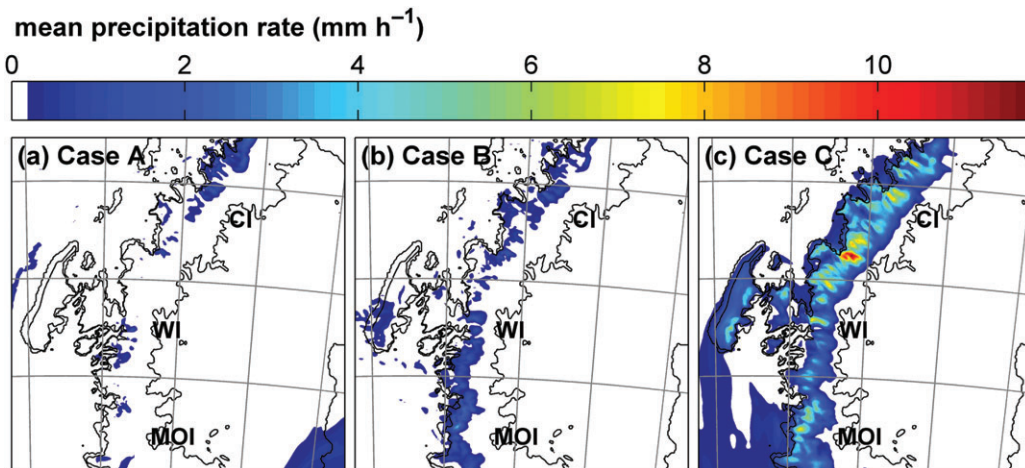 mean precipitation rate (mm h⁻¹)
0 2 4 6 8 10
(a) Case A (b) Case B (c) Case C
CI CI CI
WI WI WI
MOI MOI MOI